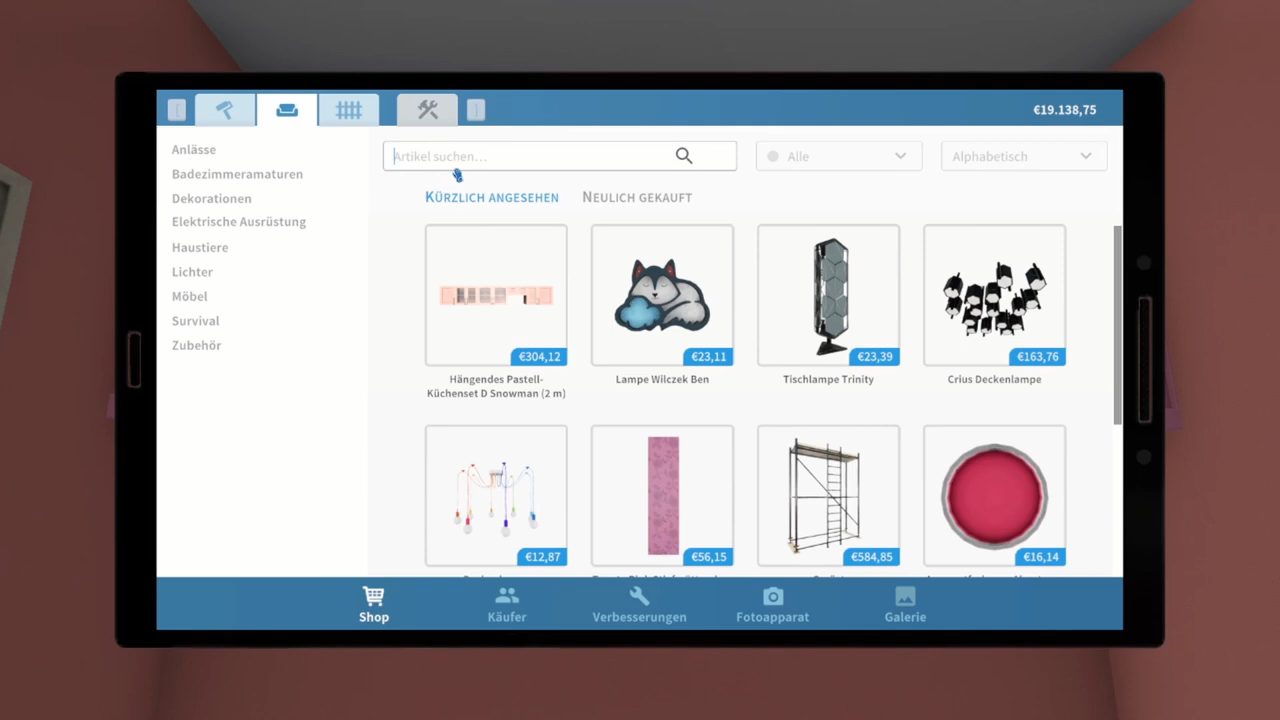 €19.138,75
Artikel suchen...
Alle
Alphabetisch
Anlässe
Badezimmeramaturen
Dekorationen
Elektrische Ausrüstung
Haustiere
Lichter
Möbel
Survival
Zubehör
KÜRZLICH ANGESEHEN
NEULICH GEKAUFT
€304,12
€23,11
€23,39
€163,76
Hängendes Pastell-
Küchenset D Snowman (2 m)
Lampe Wilczek Ben
Tischlampe Trinity
Crius Deckenlampe
€12,87
€56,15
€584,85
€16,14
Shop
Käufer
Verbesserungen
Fotoapparat
Galerie